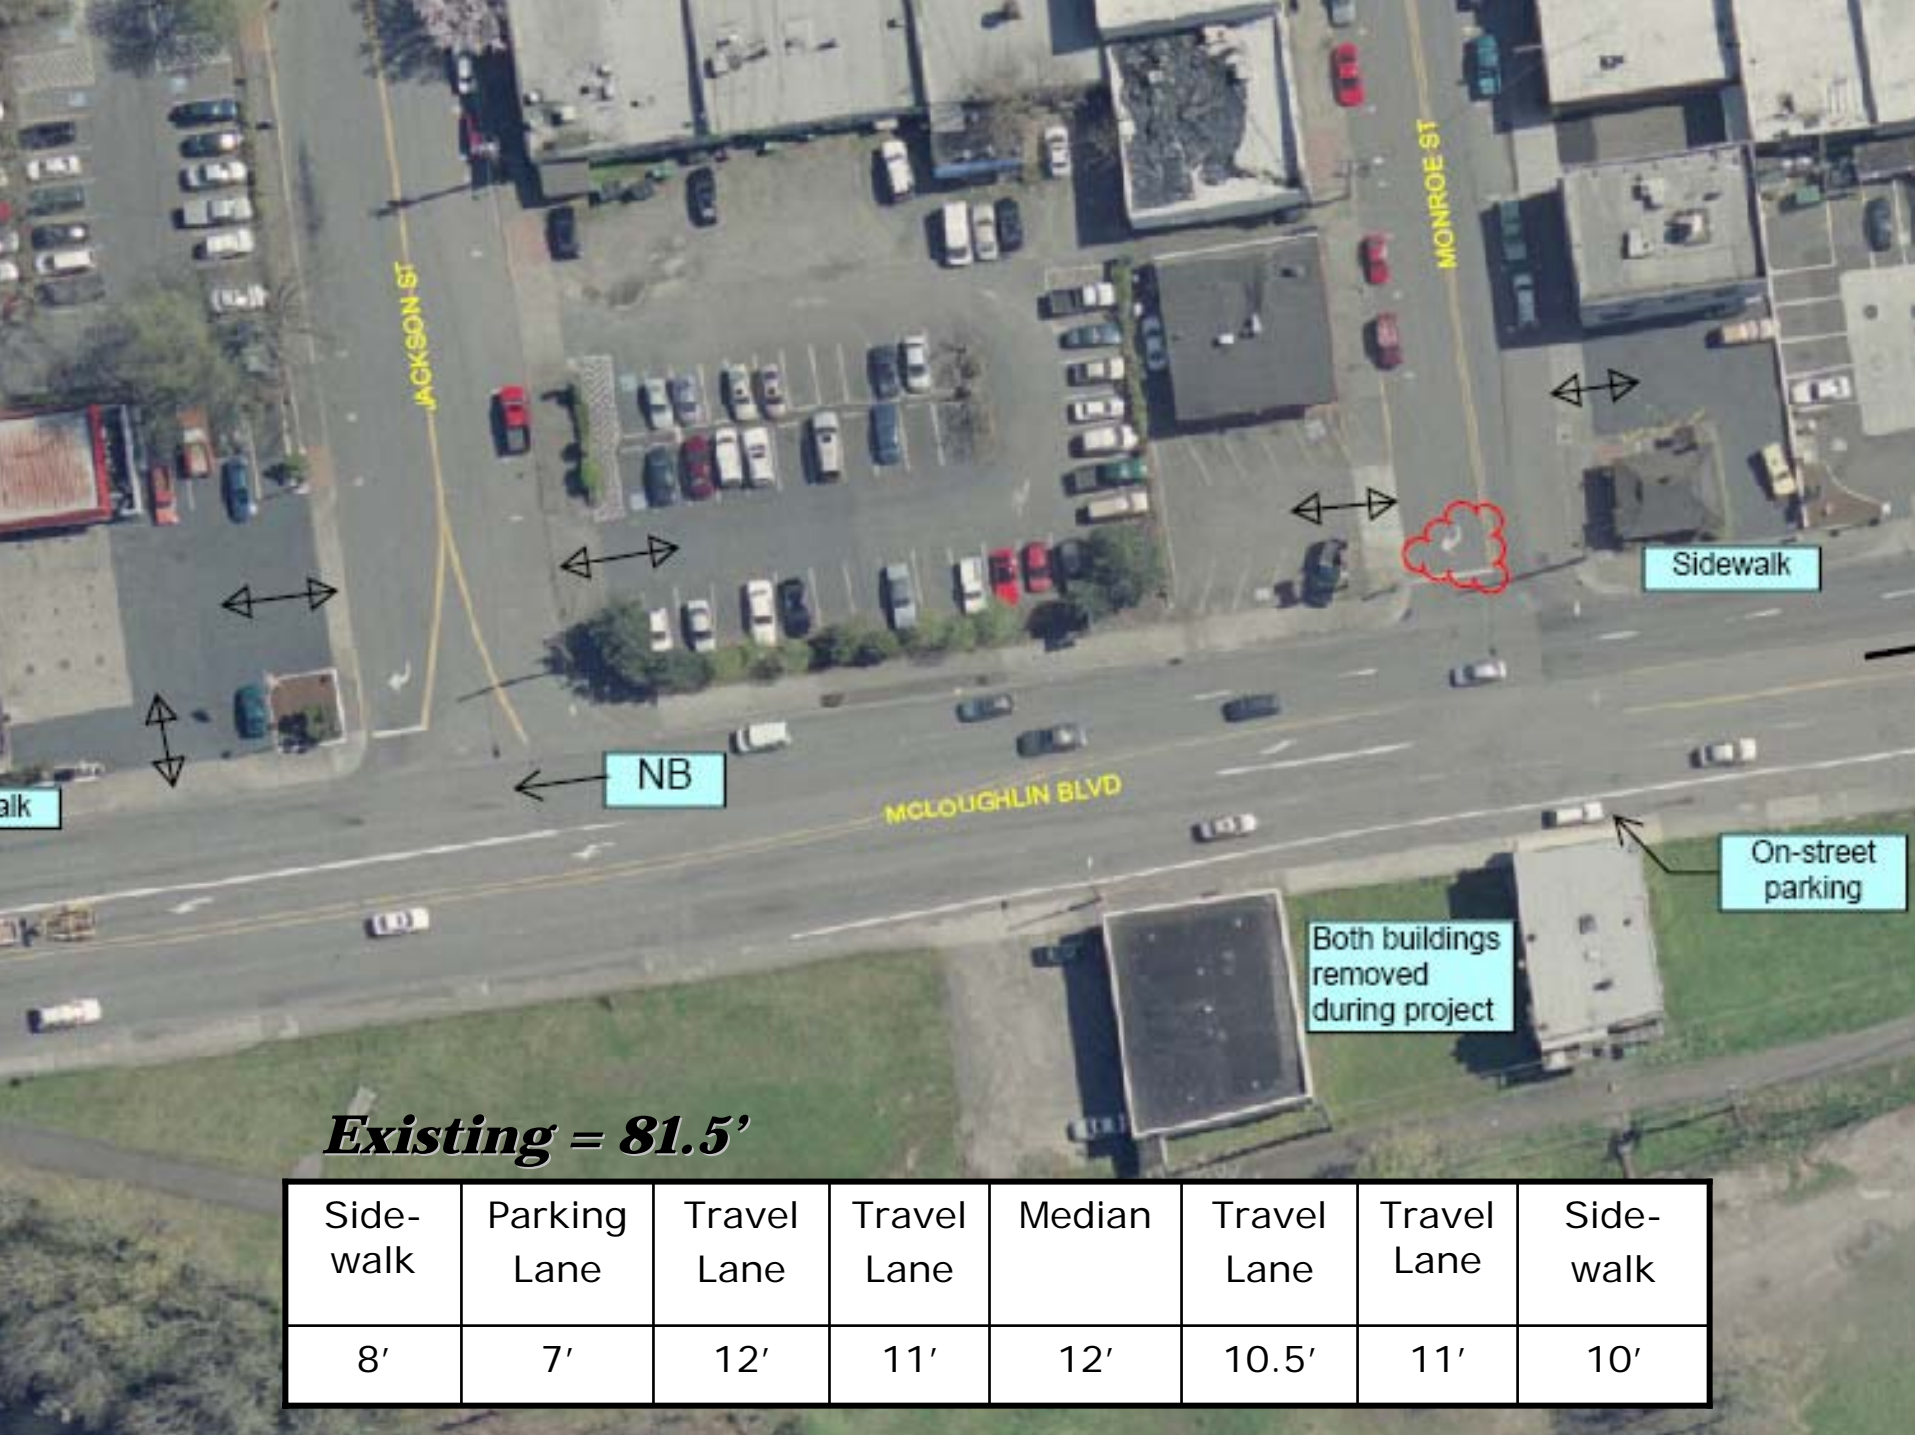 JACKSON ST
MONROE ST
Sidewalk
NB
alk
MCLOUGHLIN BLVD
On-street
parking
Both buildings
removed
during project
Existing = 81.5’
Side-
walk
Parking
Lane
Travel
Lane
Travel
Lane
Median
Travel
Lane
Travel
Lane
Side-
walk
8’
7’
12’
11’
12’
10.5’
11’
10’